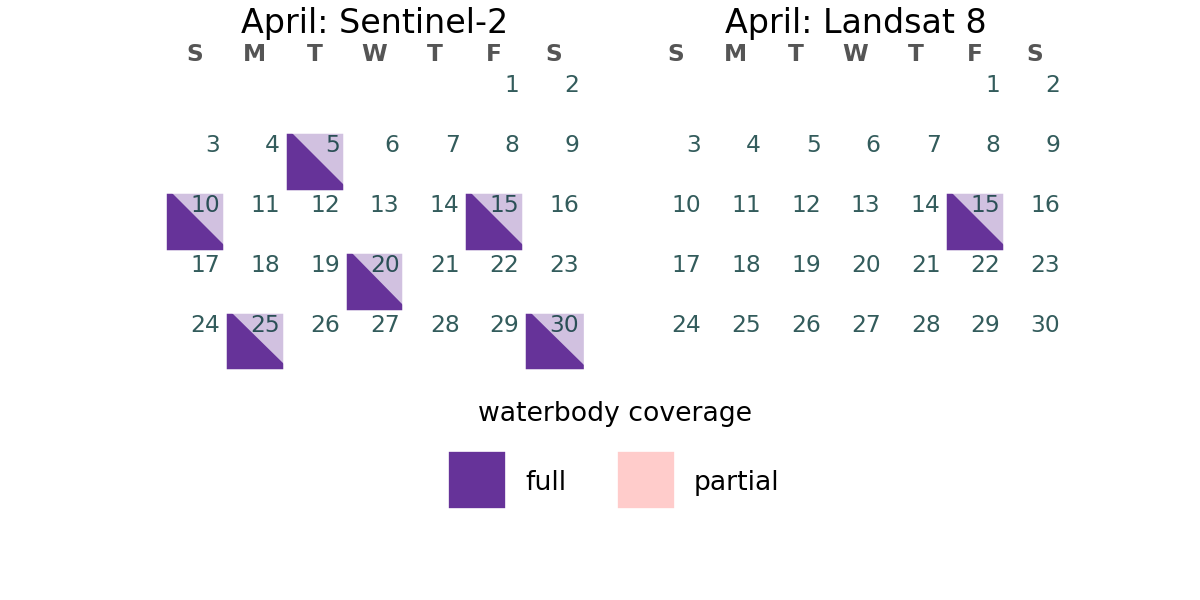 April: Sentinel-2
S M T W T F S
1 2
3 4 5 6 7 8 9
10 11 12 13 14 15 16
17 18 19 20 21 22 23
24 25 26 27 28 29 30
April: Landsat 8
S M T W T F S
1 2
3 4 5 6 7 8 9
10 11 12 13 14 15 16
17 18 19 20 21 22 23
24 25 26 27 28 29 30
waterbody coverage
full partial